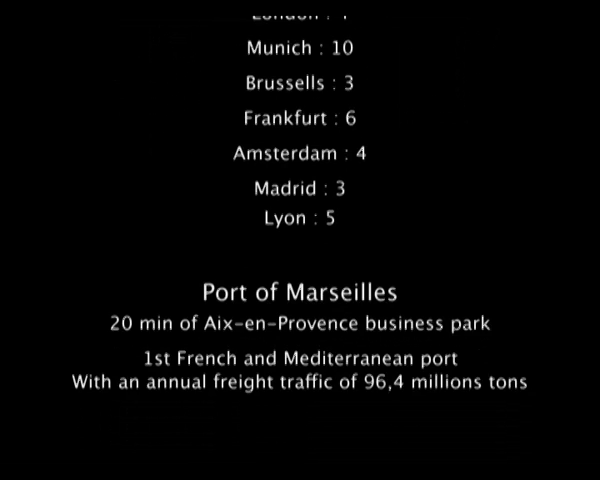 Munich : 10
Brussells : 3
Frankfurt : 6
Amsterdam : 4
Madrid : 3
Lyon : 5
Port of Marseilles
20 min of Aix-en-Provence business park
1st French and Mediterranean port
With an annual freight traffic of 96,4 millions tons